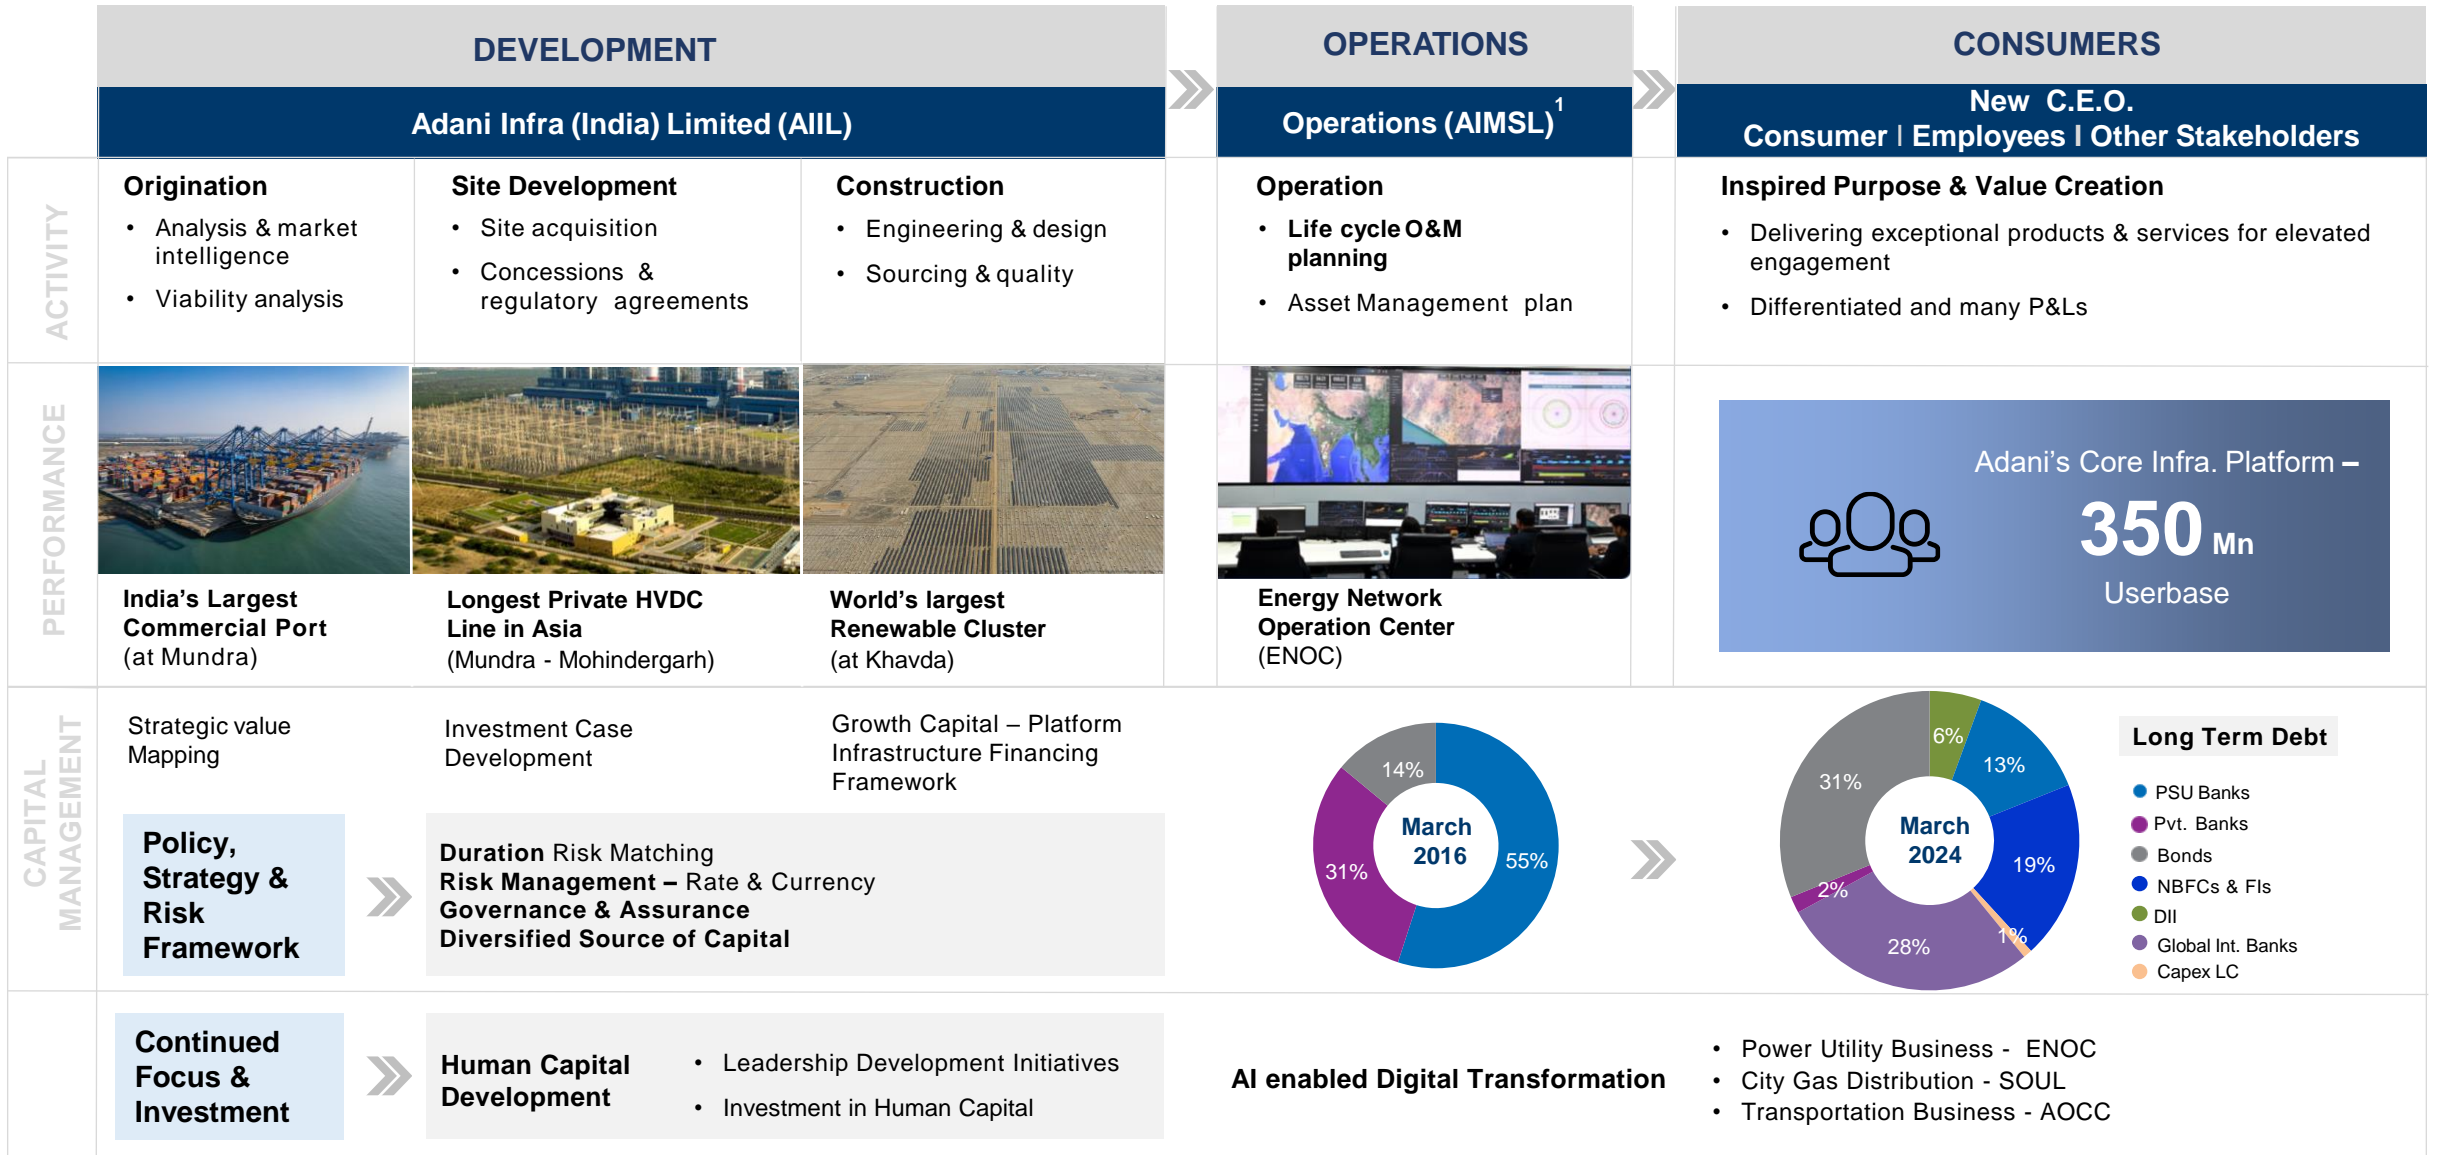 DEVELOPMENT
OPERATIONS
CONSUMERS
Adani Infra (India) Limited (AIIL)
Operations (AIMSL)1
New C.E.O.
Consumer I Employees I Other Stakeholders
ACTIVITY
Origination
• Analysis & market
intelligence
• Viability analysis
Site Development
• Site acquisition
• Concessions &
regulatory agreements
Construction
• Engineering & design
• Sourcing & quality
Operation
• Life cycle O&M
planning
• Asset Management plan
Inspired Purpose & Value Creation
• Delivering exceptional products & services for elevated
engagement
• Differentiated and many P&Ls
PERFORMANCE
India's Largest
Commercial Port
(at Mundra)
Longest Private HVDC
Line in Asia
(Mundra - Mohindergarh)
World's largest
Renewable Cluster
(at Khavda)
Energy Network
Operation Center
(ENOC)
Adani's Core Infra. Platform –
350 Mn
Userbase
CAPITAL
MANAGEMENT
Strategic value
Mapping
Investment Case
Development
Growth Capital – Platform
Infrastructure Financing
Framework
Policy,
Strategy &
Risk
Framework
Duration Risk Matching
Risk Management – Rate & Currency
Governance & Assurance
Diversified Source of Capital
14%
31%
55%
March
2016
6%
13%
31%
19%
2%
1%
28%
March
2024
Long Term Debt
PSU Banks
Pvt. Banks
Bonds
NBFCs & FIs
DII
Global Int. Banks
Capex LC
Continued
Focus &
Investment
Human Capital
Development
• Leadership Development Initiatives
• Investment in Human Capital
AI enabled Digital Transformation
• Power Utility Business - ENOC
• City Gas Distribution - SOUL
• Transportation Business - AOCC